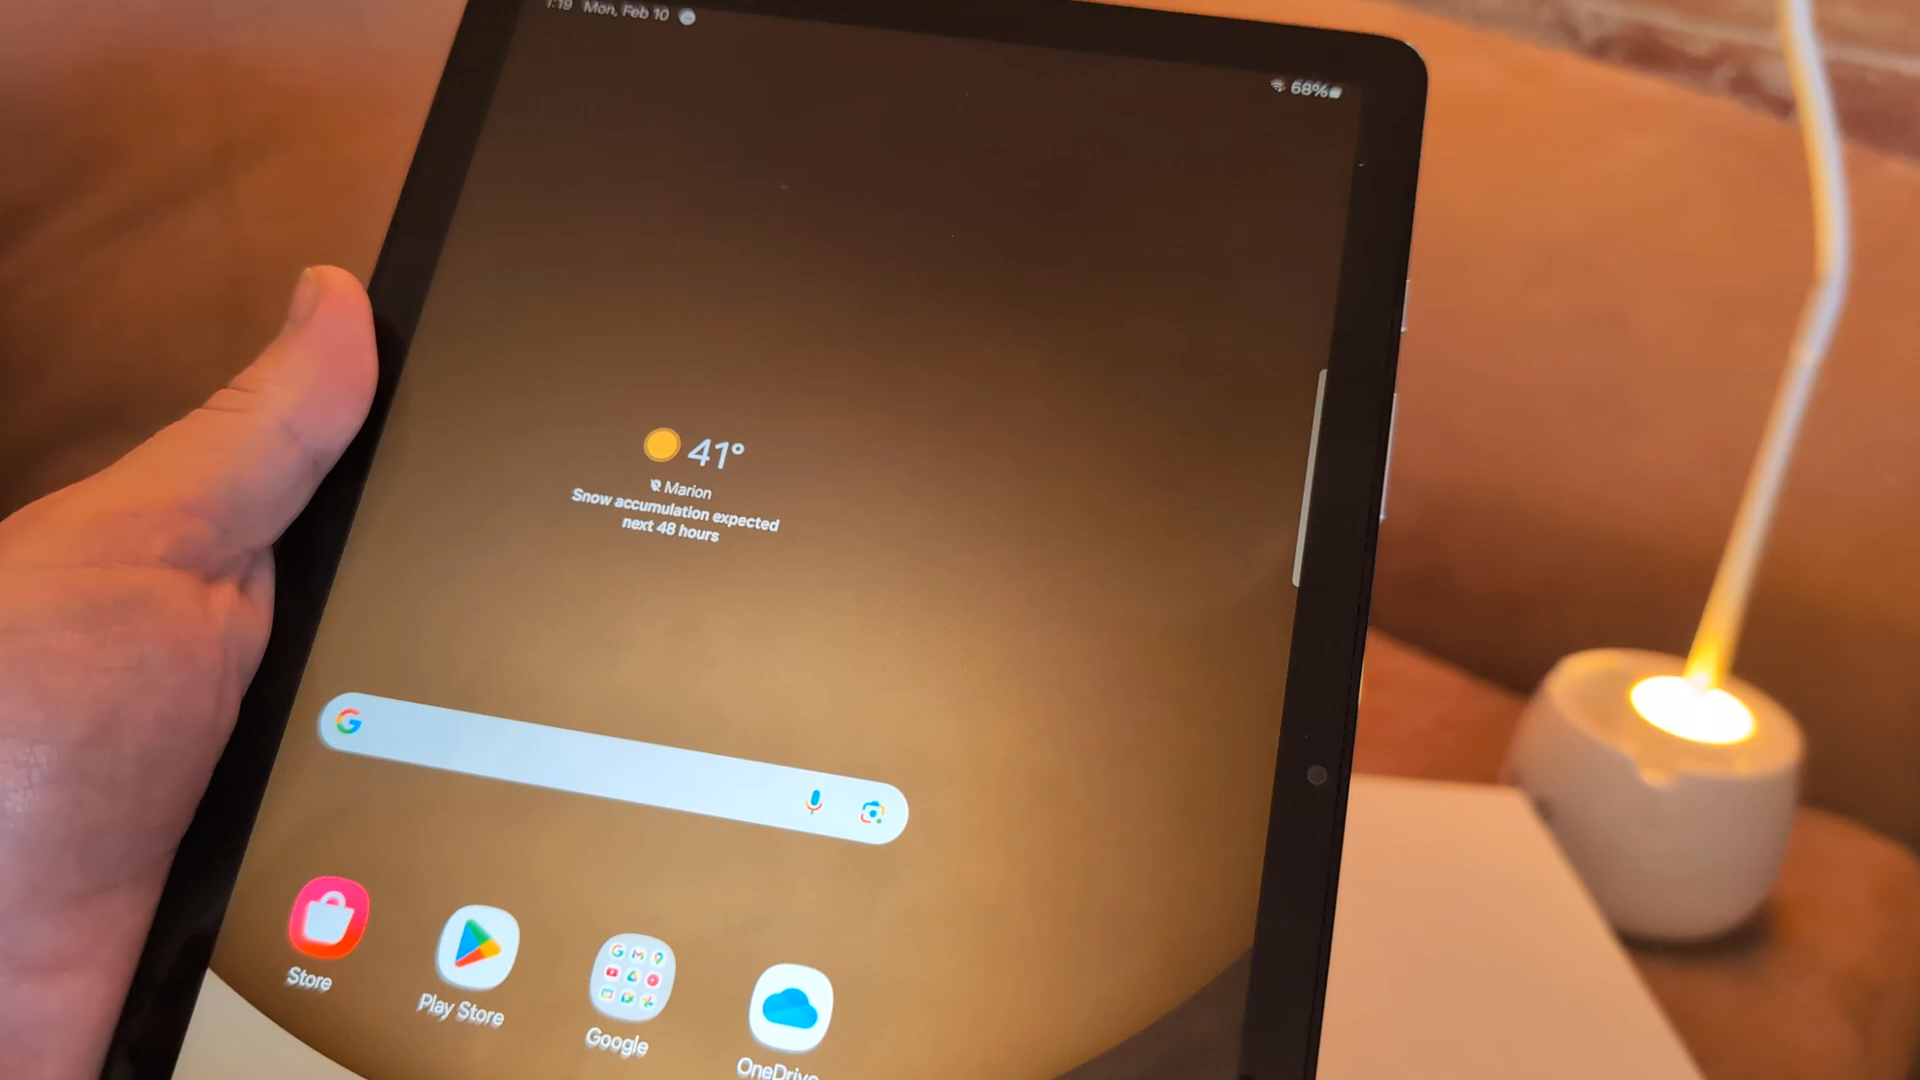 1:19 Mon, Feb 10
68%
41°
Marion
Snow accumulation expected
next 48 hours
G
Store
Play Store
Google
OneDrive